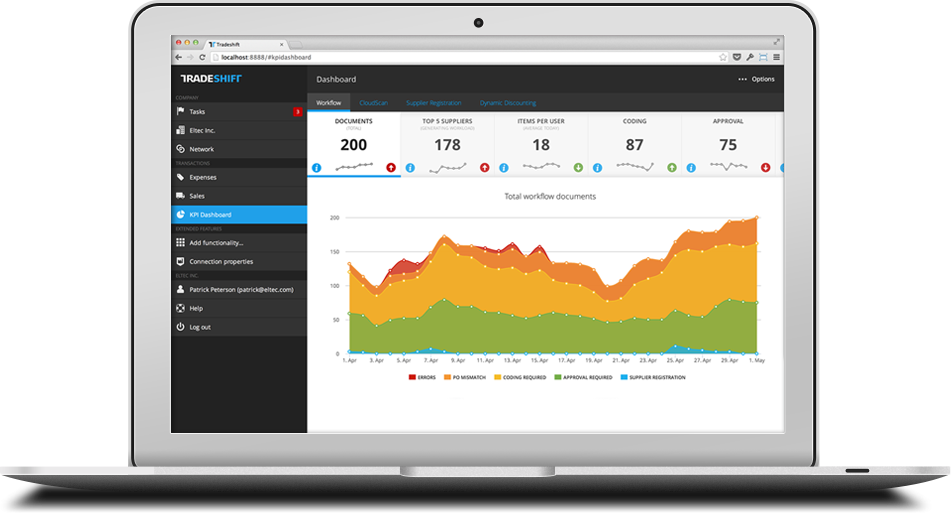 Tradeshift
localhost:8888/#kpidashboard
TRADESHIFT
Dashboard
Options
COMPANY
Tasks 3
Eltec Inc.
Network
TRANSACTIONS
Expenses
Sales
KPI Dashboard
EXTENDED FEATURES
Add functionality...
Connection properties
ELTEC INC.
Patrick Peterson (patrick@eltec.com)
Help
Log out
Workflow CloudScan Supplier Registration Dynamic Discounting
DOCUMENTS TOP 5 SUPPLIERS ITEMS PER USER CODING APPROVAL
(TOTAL) (GENERATING WORKLOAD) (AVERAGE TODAY)
200 178 18 87 75
Total workflow documents
200
150
100
50
0
1. Apr 3. Apr 5. Apr 7. Apr 9. Apr 11. Apr 13. Apr 15. Apr 17. Apr 19. Apr 21. Apr 23. Apr 25. Apr 27. Apr 29. Apr 1. May
ERRORS PO MISMATCH CODING REQUIRED APPROVAL REQUIRED SUPPLIER REGISTRATION